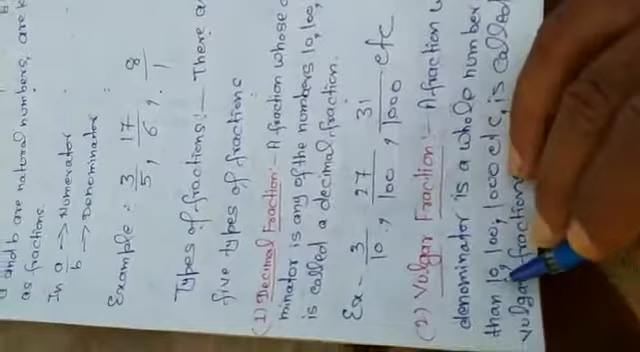 and b are natural numbers, are
as fractions.
In a → Numerator
b → Denominator
Example : 3/5, 17/6, 8/1
Types of fractions:- There
five types of fractions
(1) Decimal Fraction - A fraction whose
minator is any of the numbers 10, 100,
is called a decimal fraction.
Ex - 3/10, 27/100, 31/1000 etc
(2) Vulgar Fraction:- A fraction
denominator is a whole number
than 10, 100, 1000 etc, is called
vulgar fractions